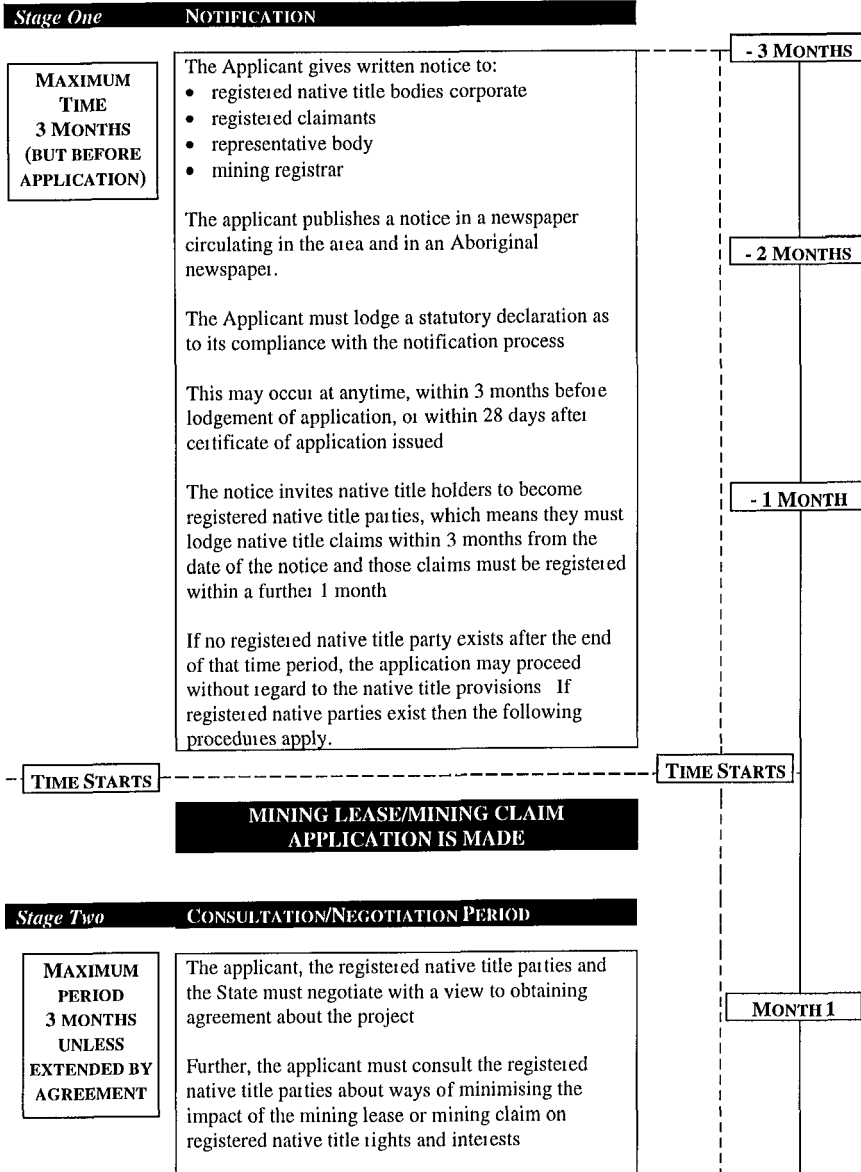 Stage One NOTIFICATION
- 3 MONTHS
MAXIMUM
TIME
3 MONTHS
(BUT BEFORE
APPLICATION)
The Applicant gives written notice to:
• registered native title bodies corporate
• registered claimants
• representative body
• mining registrar
The applicant publishes a notice in a newspaper
circulating in the area and in an Aboriginal
newspaper.
- 2 MONTHS
The Applicant must lodge a statutory declaration as
to its compliance with the notification process
This may occur at anytime, within 3 months before
lodgement of application, or within 28 days after
certificate of application issued
The notice invites native title holders to become
registered native title parties, which means they must
lodge native title claims within 3 months from the
date of the notice and those claims must be registered
within a further 1 month
- 1 MONTH
If no registered native title party exists after the end
of that time period, the application may proceed
without regard to the native title provisions If
registered native parties exist then the following
procedures apply.
TIME STARTS
TIME STARTS
MINING LEASE/MINING CLAIM
APPLICATION IS MADE
Stage Two CONSULTATION/NEGOTIATION PERIOD
MAXIMUM
PERIOD
3 MONTHS
UNLESS
EXTENDED BY
AGREEMENT
The applicant, the registered native title parties and
the State must negotiate with a view to obtaining
agreement about the project
MONTH 1
Further, the applicant must consult the registered
native title parties about ways of minimising the
impact of the mining lease or mining claim on
registered native title rights and interests